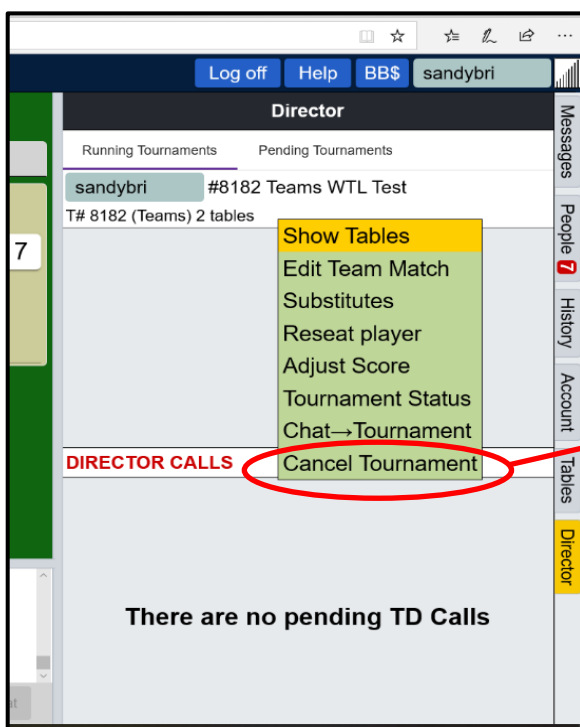 Log off Help BB$ sandybri
Director
Running Tournaments Pending Tournaments
sandybri #8182 Teams WTL Test
T# 8182 (Teams) 2 tables
7
Show Tables
Edit Team Match
Substitutes
Reseat player
Adjust Score
Tournament Status
Chat→Tournament
Cancel Tournament
DIRECTOR CALLS
There are no pending TD Calls
Messages
People 7
History
Account
Tables
Director